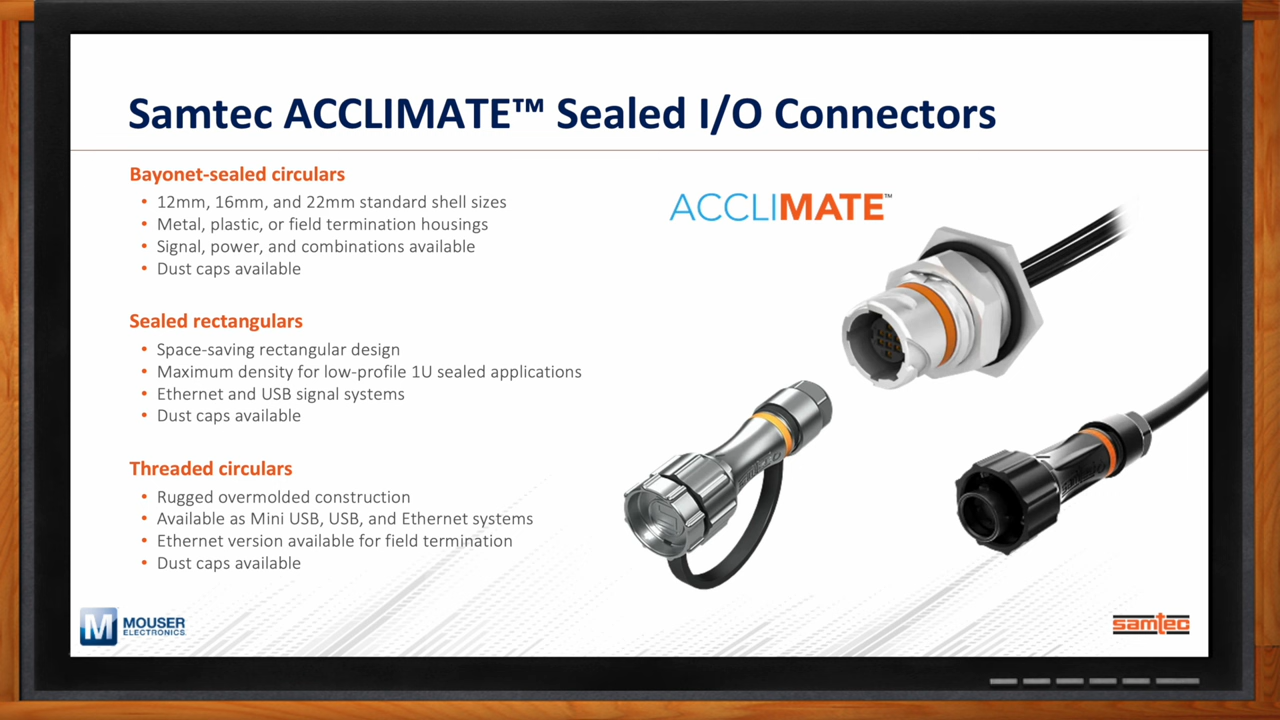 Samtec ACCLIMATE™ Sealed I/O Connectors
Bayonet-sealed circulars
• 12mm, 16mm, and 22mm standard shell sizes
• Metal, plastic, or field termination housings
• Signal, power, and combinations available
• Dust caps available
Sealed rectangulars
• Space-saving rectangular design
• Maximum density for low-profile 1U sealed applications
• Ethernet and USB signal systems
• Dust caps available
Threaded circulars
• Rugged overmolded construction
• Available as Mini USB, USB, and Ethernet systems
• Ethernet version available for field termination
• Dust caps available
ACCLIMATE™
M MOUSER
ELECTRONICS
samtec